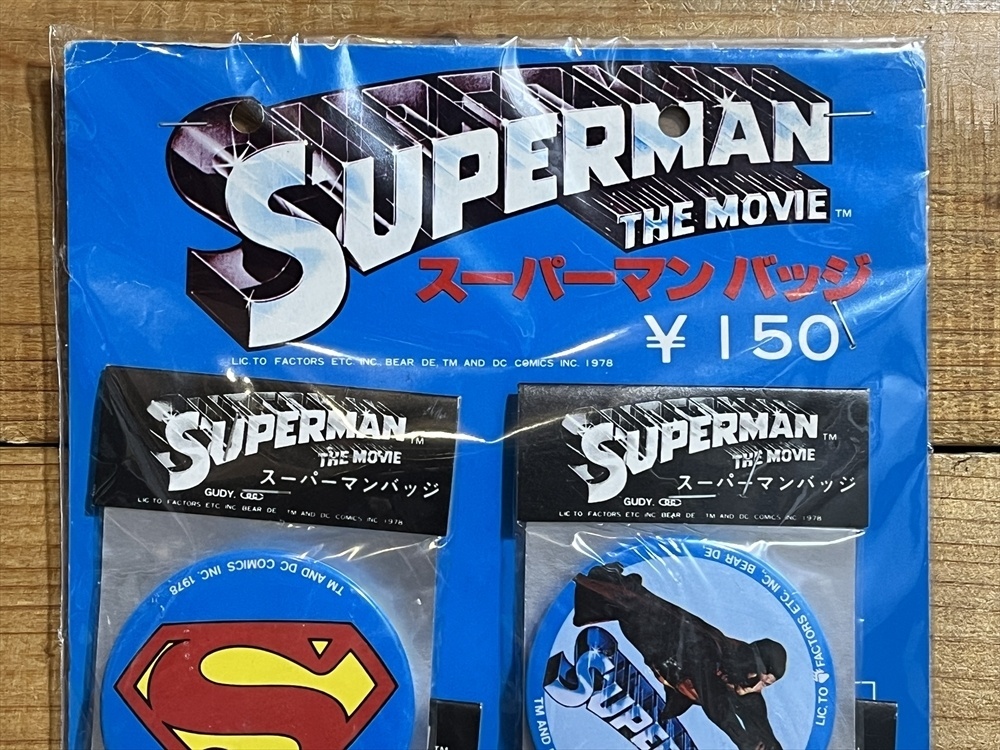 SUPERMAN
THE MOVIE TM
スーパーマン バッジ
¥150
LIC. TO FACTORS ETC INC. BEAR DE. TM AND DC COMICS INC. 1978
SUPERMAN TM
THE MOVIE
スーパーマンバッジ
GUDY.
LIC. TO FACTORS ETC INC BEAR DE TM AND DC COMICS INC 1978
SUPERMAN TM
THE MOVIE
スーパーマンバッジ
GUDY.
LIC TO FACTORS ETC INC BEAR DE TM AND DC COMICS INC 1978
TM AND DC COMICS INC. 1978
S
LIC. TO FACTORS ETC. INC. BEAR DE.
TM AND
SUPE